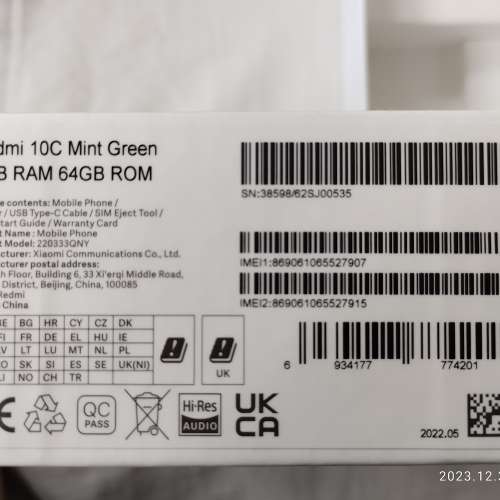 dmi 10C Mint Green
B RAM 64GB ROM
e contents: Mobile Phone /
r / USB Type-C Cable / SIM Eject Tool /
tart Guide / Warranty Card
t Name: Mobile Phone
t Model: 220333QNY
acturer: Xiaomi Communications Co., Ltd.
acturer postal address:
th Floor, Building 6, 33 Xi'erqi Middle Road,
District, Beijing, China, 100085
Redmi
China
SN:38598/62SJ00535
IMEI1:869061065527907
IMEI2:869061065527915
BE BG HR CY CZ DK
FI FR DE EL HU IE
LV LT LU MT NL PL
RO SK SI ES SE UK(NI)
LI NO CH TR
UK
6 934177 774201
CE
QC
PASS
Hi-Res
AUDIO
UK
CA
2022.05
2023.12.